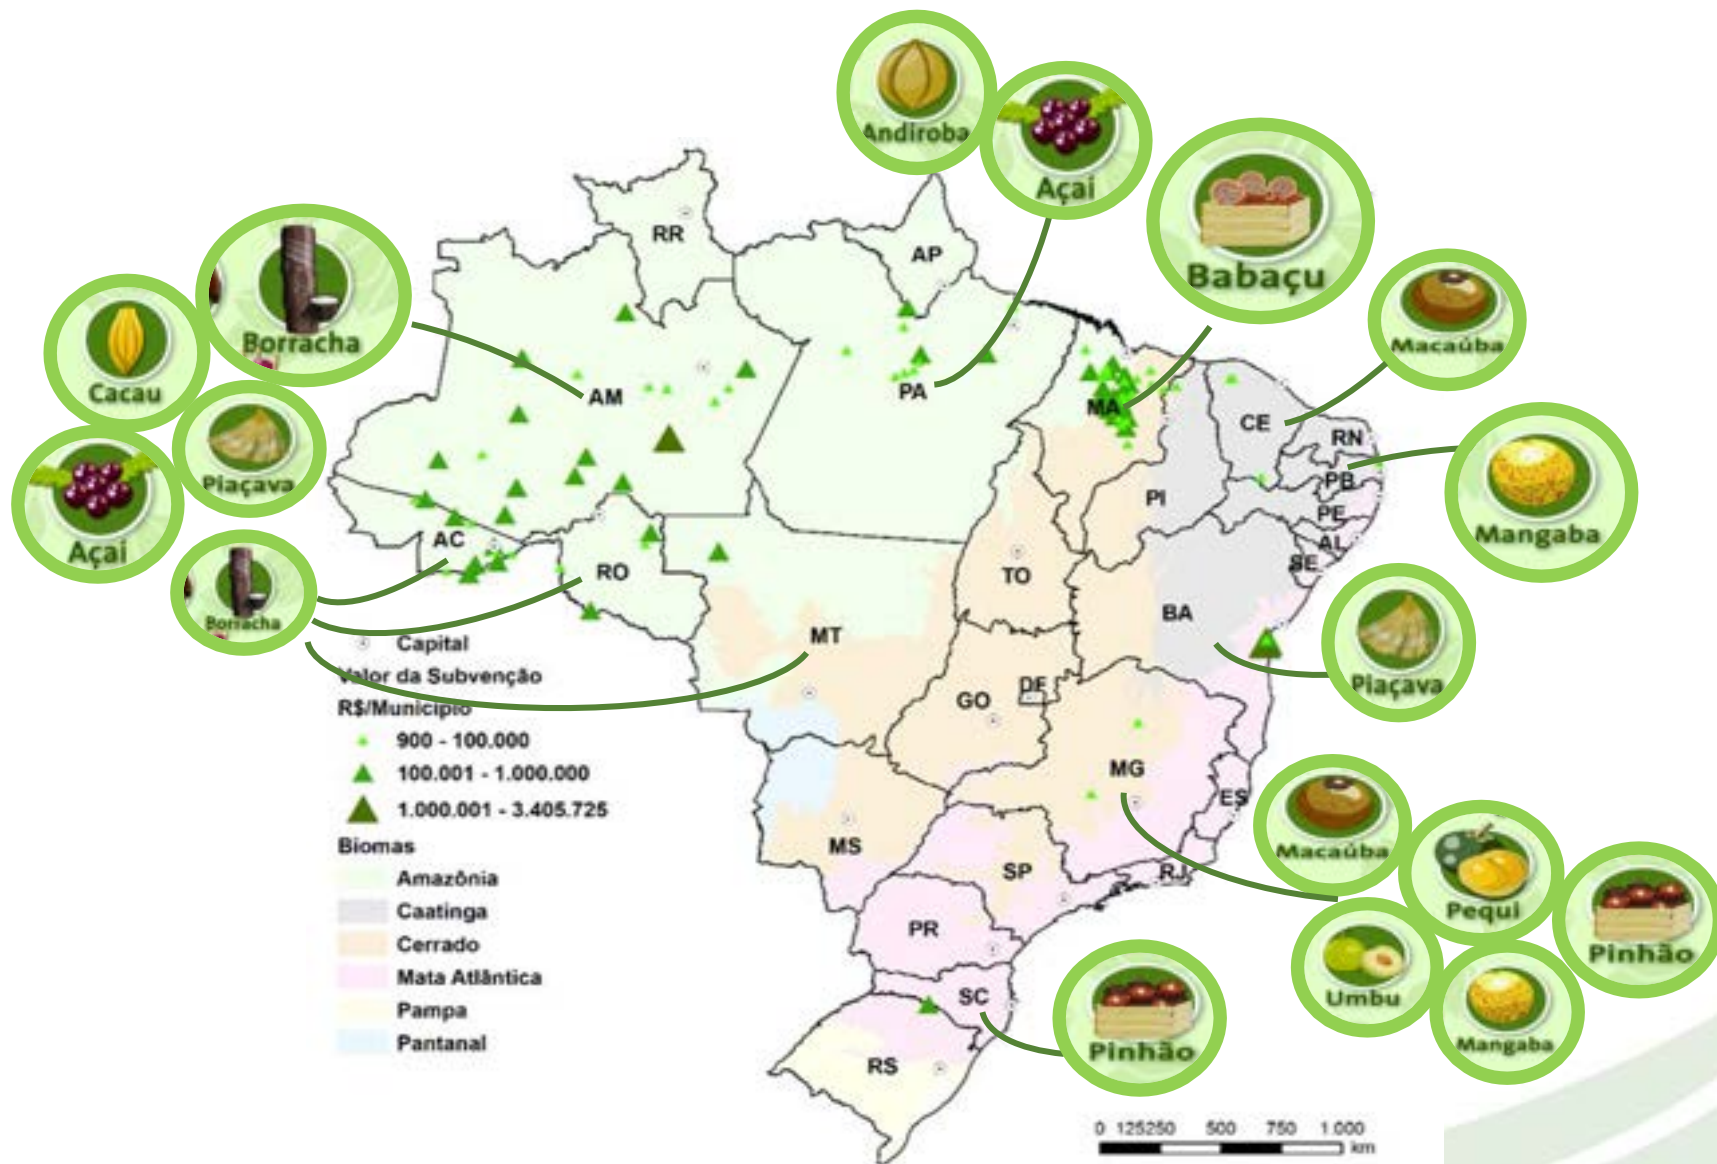 Andiroba
Açai
Babaçu
Macaúba
Mangaba
Piaçava
Borracha
Cacau
Piaçava
Açai
Borracha
RR
AP
AM
PA
MA
CE
RN
PB
PE
AL
SE
PI
AC
RO
TO
BA
MT
GO
DF
MG
ES
MS
SP
RJ
PR
SC
RS
Capital
Valor da Subvenção
R$/Município
900 - 100.000
100.001 - 1.000.000
1.000.001 - 3.405.725
Biomas
Amazônia
Caatinga
Cerrado
Mata Atlântica
Pampa
Pantanal
Macaúba
Pequi
Pinhão
Umbu
Mangaba
Pinhão
0 125250 500 750 1.000
km